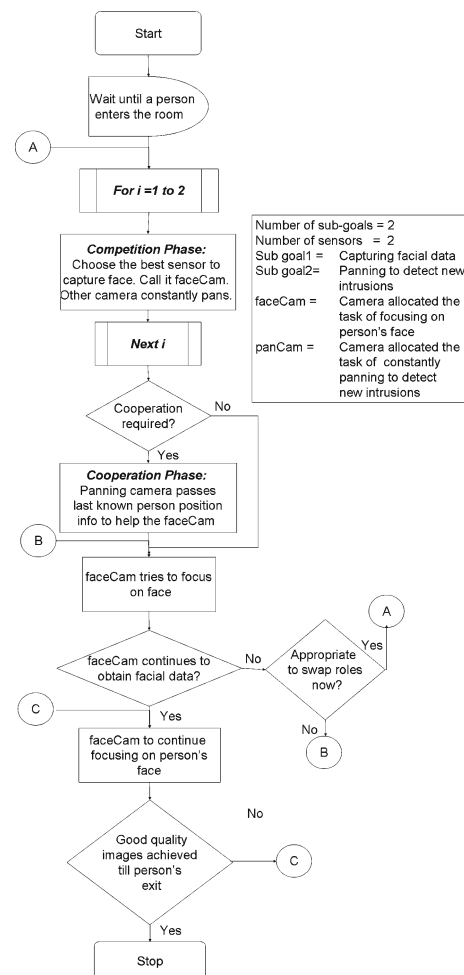 Start
Wait until a person
enters the room
A
For i =1 to 2
Competition Phase:
Choose the best sensor to
capture face. Call it faceCam.
Other camera constantly pans.
Next i
Number of sub-goals = 2
Number of sensors = 2
Sub goal1 = Capturing facial data
Sub goal2= Panning to detect new
intrusions
faceCam = Camera allocated the
task of focusing on
person's face
panCam = Camera allocated the
task of constantly
panning to detect
new intrusions
Cooperation
required?
No
Yes
Cooperation Phase:
Panning camera passes
last known person position
info to help the faceCam
B
faceCam tries to focus
on face
faceCam continues to
obtain facial data?
No
Appropriate
to swap roles
now?
Yes
A
No
B
C
Yes
faceCam to continue
focusing on person's
face
Good quality
images achieved
till person's
exit
No
C
Yes
Stop